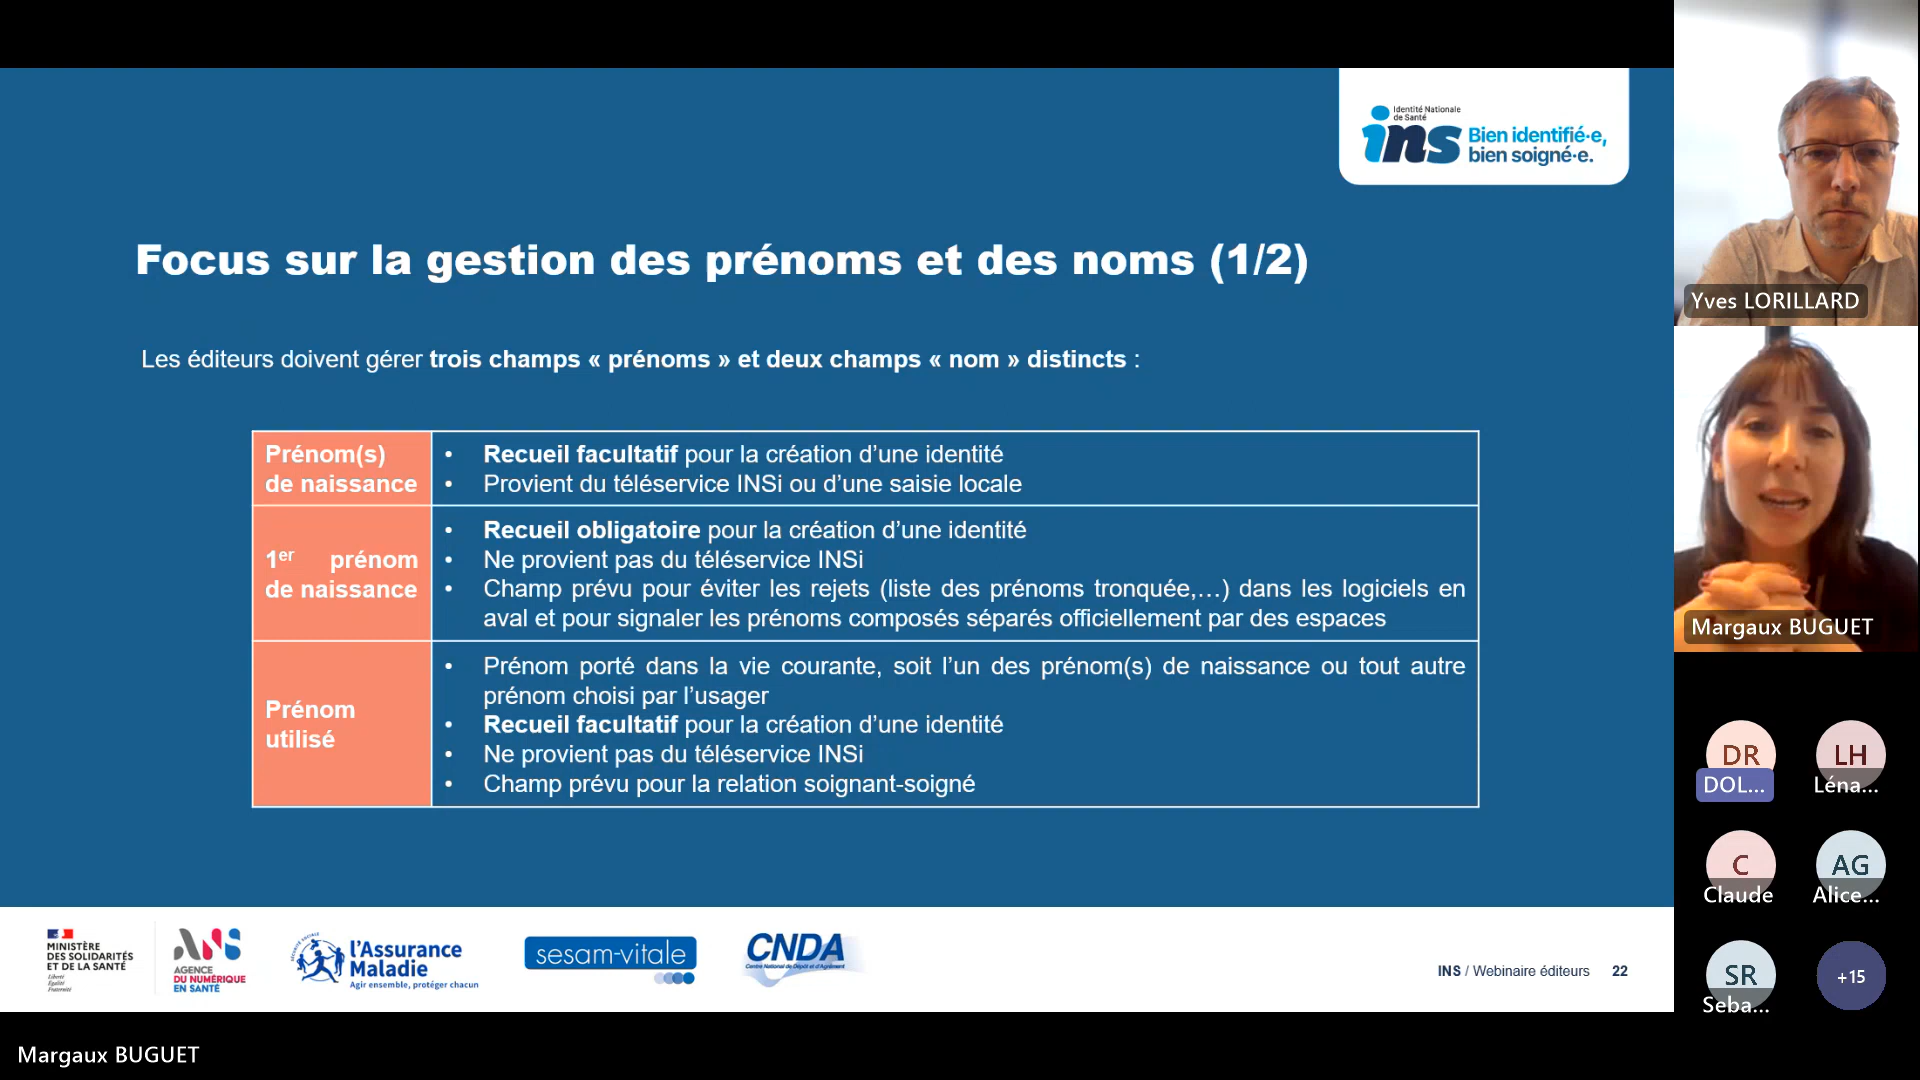 Identité Nationale
de Santé
ins
Bien identifié·e,
bien soigné·e.
Focus sur la gestion des prénoms et des noms (1/2)
Les éditeurs doivent gérer trois champs « prénoms » et deux champs « nom » distincts :
Prénom(s)
de naissance
• Recueil facultatif pour la création d’une identité
• Provient du téléservice INSi ou d’une saisie locale
1er prénom
de naissance
• Recueil obligatoire pour la création d’une identité
• Ne provient pas du téléservice INSi
• Champ prévu pour éviter les rejets (liste des prénoms tronquée,…) dans les logiciels en
aval et pour signaler les prénoms composés séparés officiellement par des espaces
Prénom
utilisé
• Prénom porté dans la vie courante, soit l’un des prénom(s) de naissance ou tout autre
prénom choisi par l’usager
• Recueil facultatif pour la création d’une identité
• Ne provient pas du téléservice INSi
• Champ prévu pour la relation soignant-soigné
MINISTÈRE
DES SOLIDARITÉS
ET DE LA SANTÉ
Liberté
Égalité
Fraternité
ANS
AGENCE
DU NUMÉRIQUE
EN SANTÉ
SÉCURITÉ SOCIALE
l’Assurance
Maladie
Agir ensemble, protéger chacun
sesam-vitale
CNDA
Centre National de Dépôt et d’Agrément
INS / Webinaire éditeurs 22
Yves LORILLARD
Margaux BUGUET
DR LH
DOL... Léna...
C AG
Claude Alice...
SR +15
Seba...
Margaux BUGUET